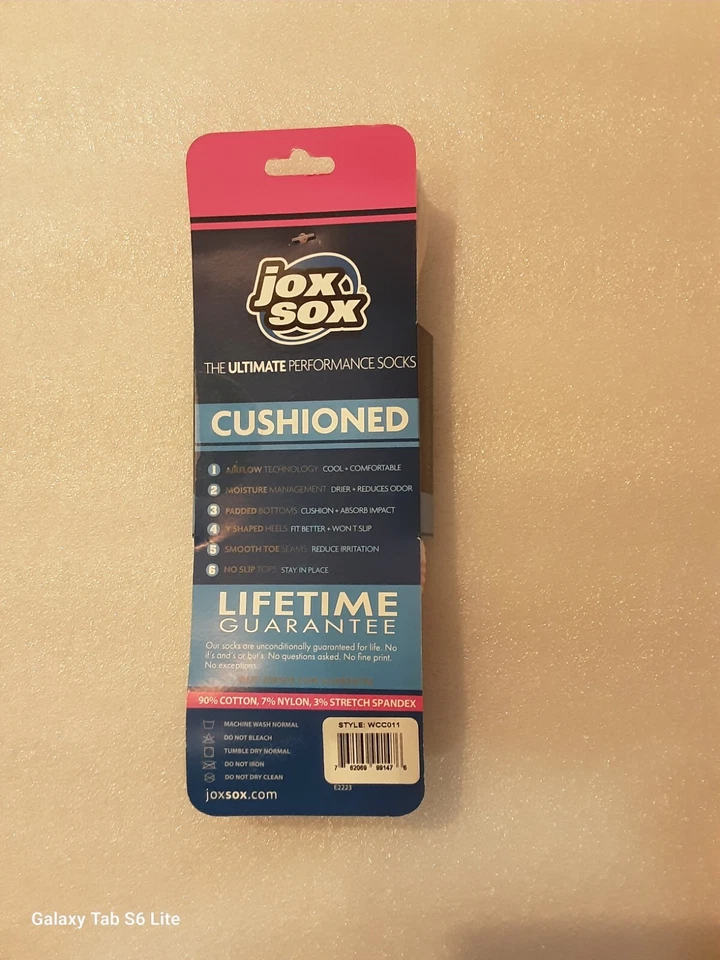 jox
sox
THE ULTIMATE PERFORMANCE SOCKS
CUSHIONED
1 AIRFLOW TECHNOLOGY COOL + COMFORTABLE
2 MOISTURE MANAGEMENT DRIER + REDUCES ODOR
3 PADDED BOTTOMS CUSHION + ABSORB IMPACT
4 Y SHAPED HEELS FIT BETTER + WON'T SLIP
5 SMOOTH TOE SEAMS REDUCE IRRITATION
6 NO SLIP TOPS STAY IN PLACE
LIFETIME
GUARANTEE
Our socks are unconditionally guaranteed for life. No
if's and's or but's. No questions asked. No fine print.
No exceptions.
90% COTTON, 7% NYLON, 3% STRETCH SPANDEX
MACHINE WASH NORMAL
DO NOT BLEACH
TUMBLE DRY NORMAL
DO NOT IRON
DO NOT DRY CLEAN
joxsox.com
STYLE: WCC011
7 62069 99147 6
E2223
Galaxy Tab S6 Lite